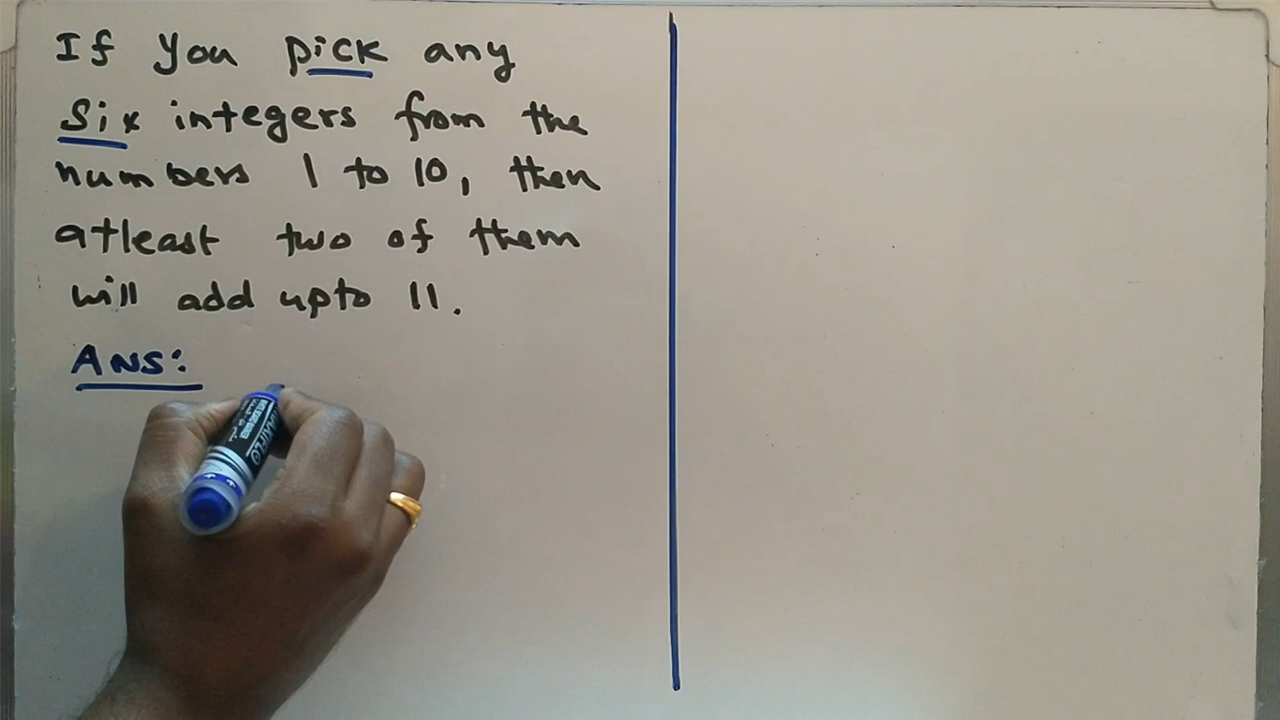 If you pick any
Six integers from the
numbers 1 to 10, then
atleast two of them
will add upto 11.
Ans: